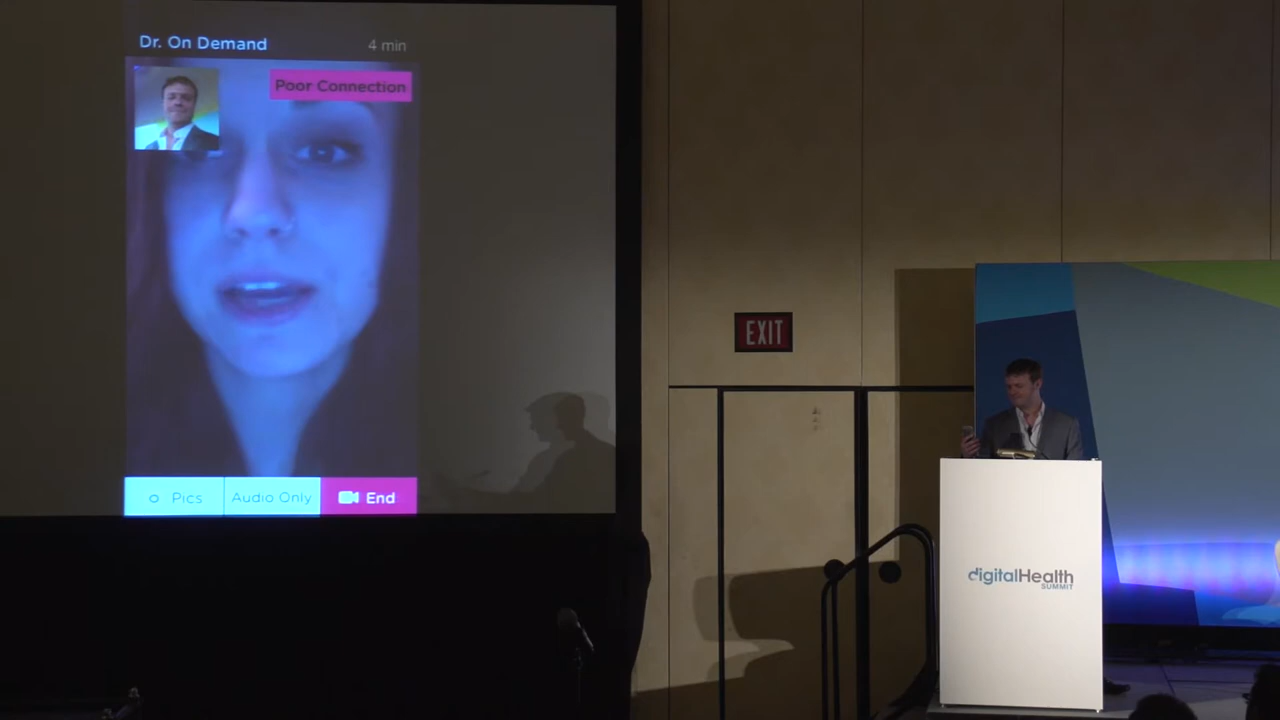 Dr. On Demand
4 min
Poor Connection
Pics
Audio Only
End
EXIT
digitalHealth
SUMMIT